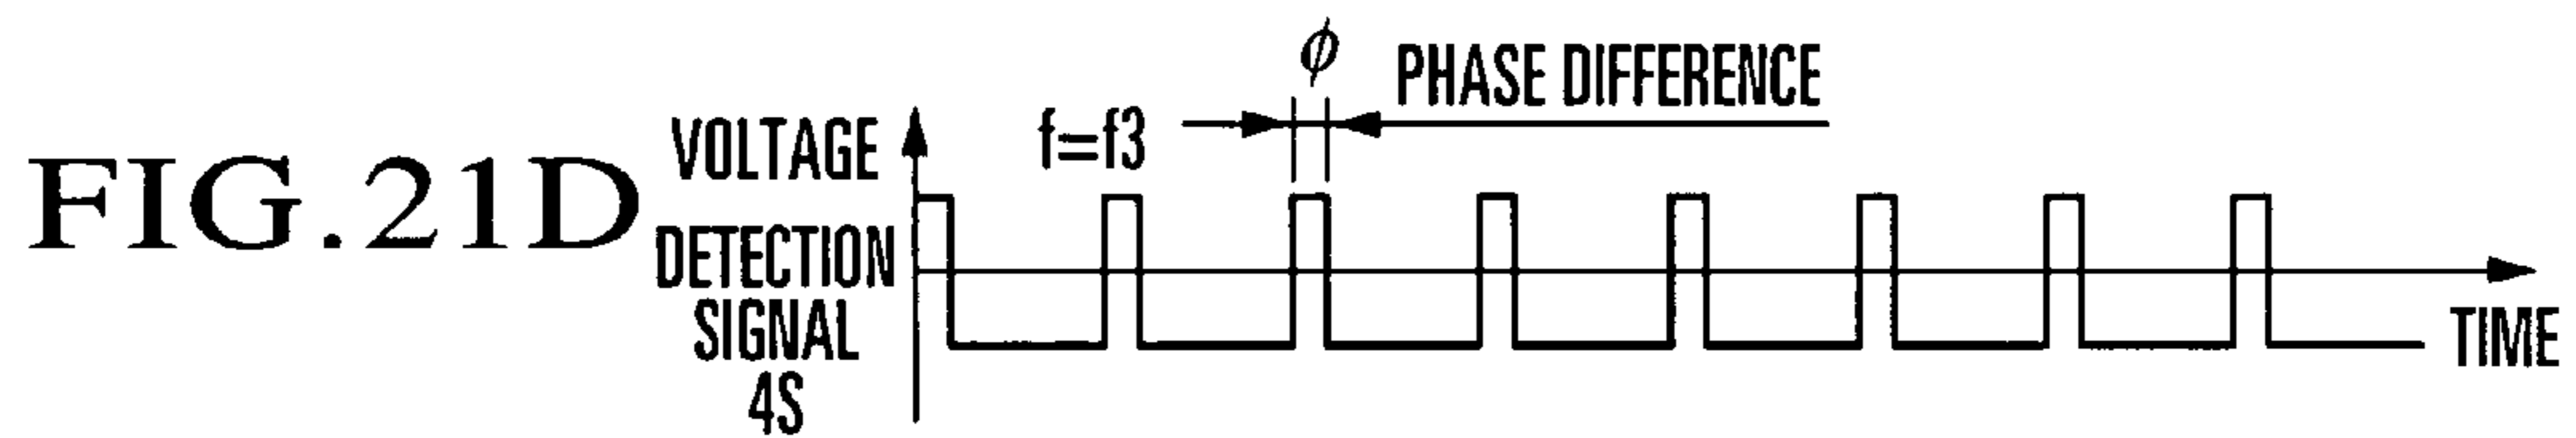 FIG.21D
VOLTAGE
DETECTION
SIGNAL
4S
f=f3
ϕ
PHASE DIFFERENCE
TIME